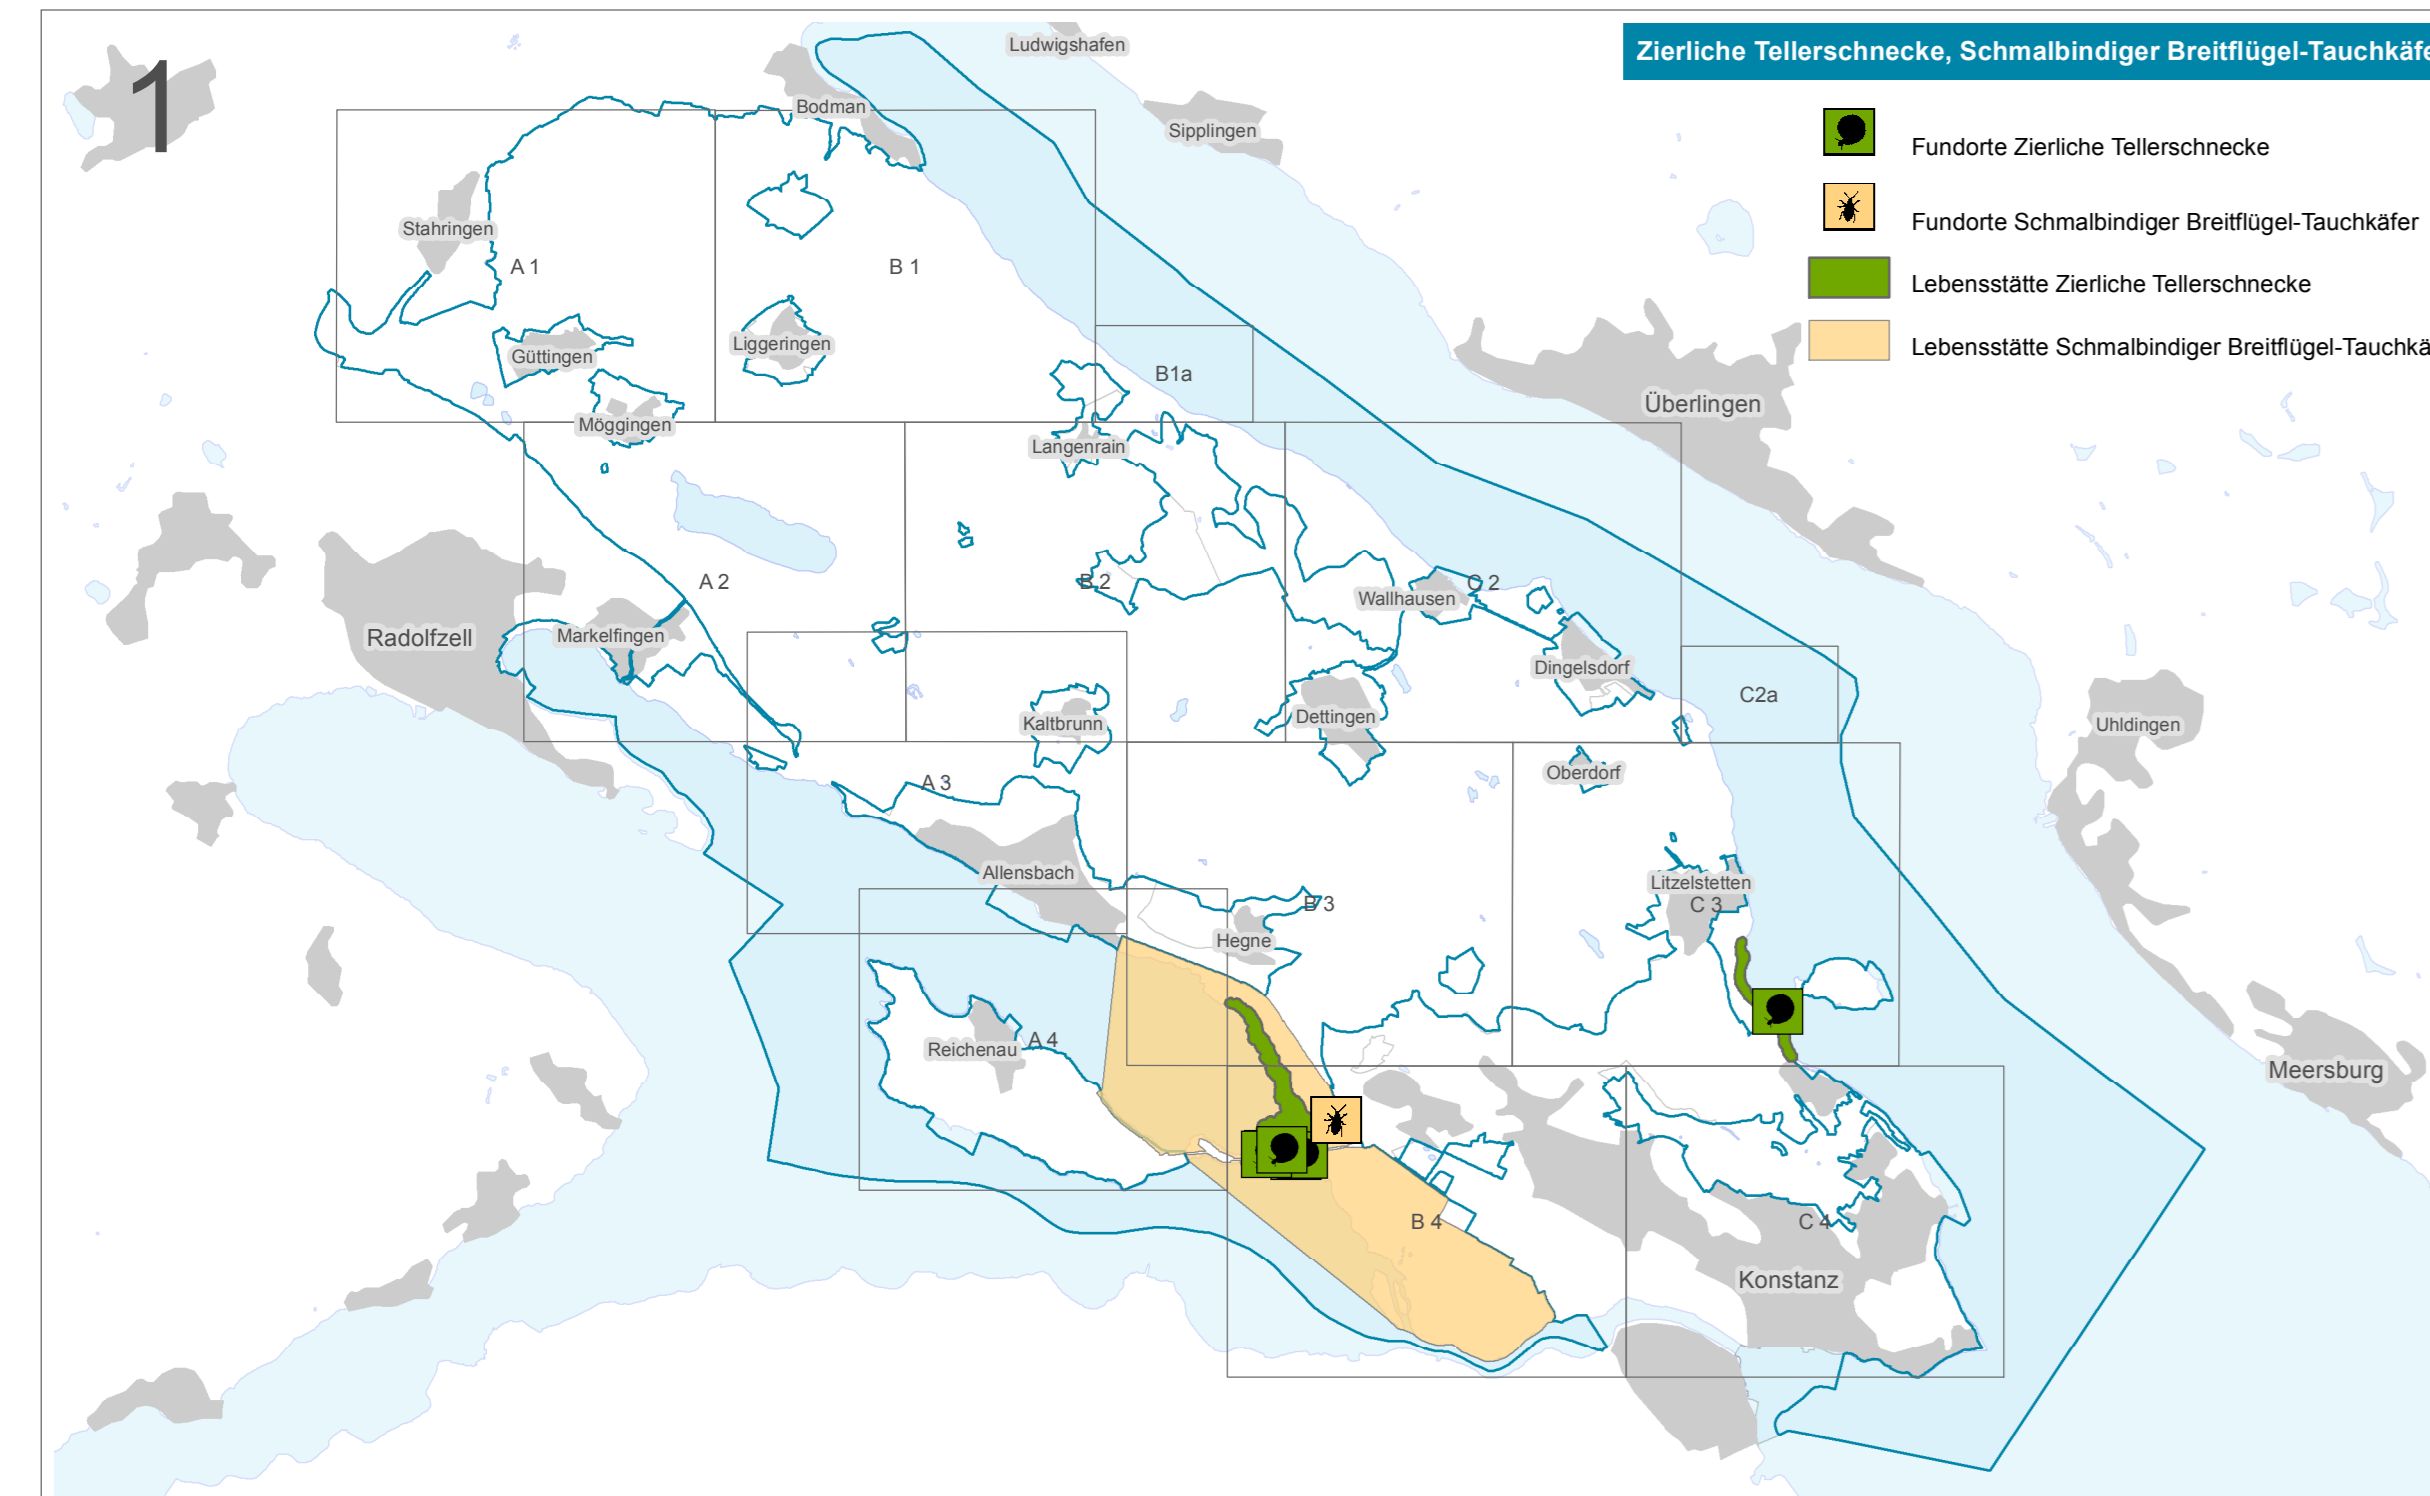 1
Zierliche Tellerschnecke, Schmalbindiger Breitflügel-Tauchkäfe
Fundorte Zierliche Tellerschnecke
Fundorte Schmalbindiger Breitflügel-Tauchkäfer
Lebensstätte Zierliche Tellerschnecke
Lebensstätte Schmalbindiger Breitflügel-Tauchkä
Ludwigshafen
Bodman
Sipplingen
Stahringen
A 1
B 1
Güttingen
Liggeringen
B1a
Möggingen
Langenrain
Überlingen
A 2
B 2
C 2
Wallhausen
Radolfzell
Markelfingen
Dingelsdorf
C2a
Kaltbrunn
Dettingen
Uhldingen
A 3
Oberdorf
Allensbach
Litzelstetten
B 3
C 3
Hegne
Reichenau
A 4
Meersburg
B 4
C 4
Konstanz